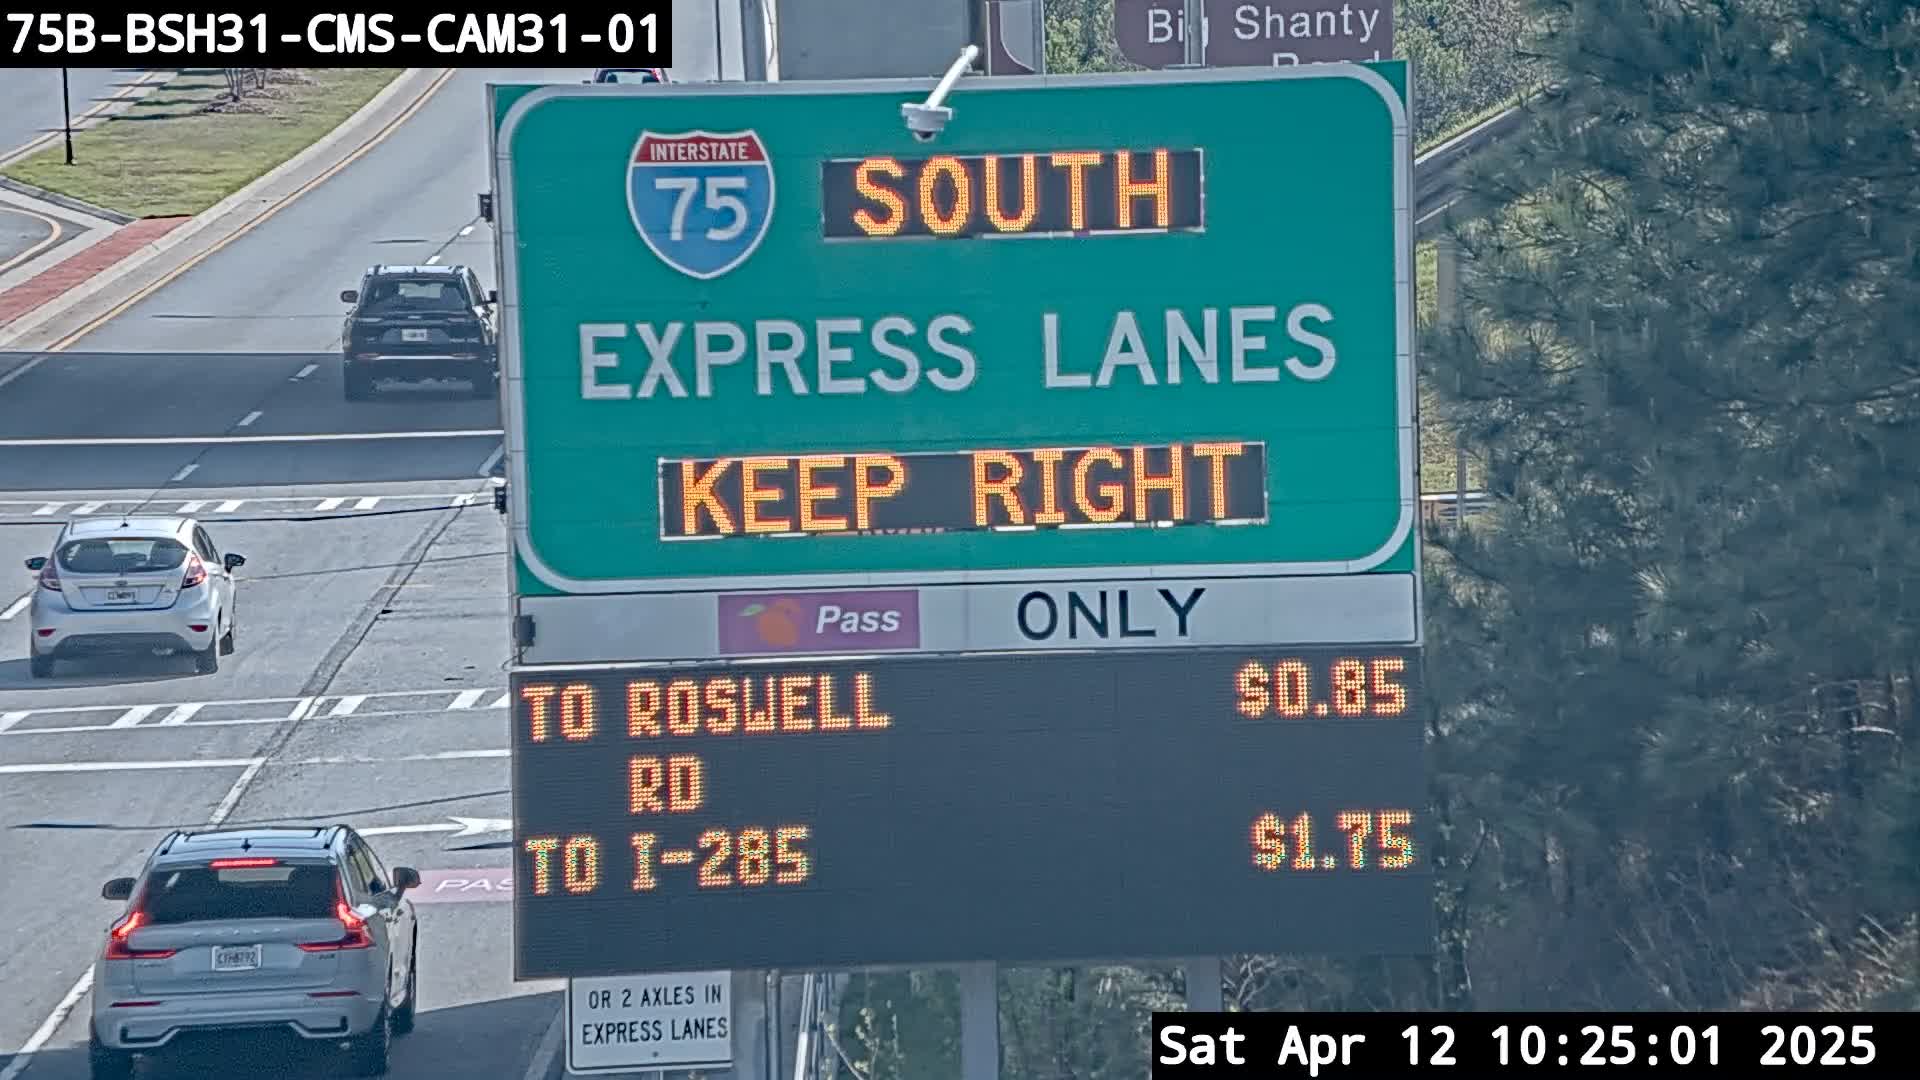 75B-BSH31-CMS-CAM31-01
Big Shanty
Road
INTERSTATE
75
SOUTH
EXPRESS LANES
KEEP RIGHT
Pass
ONLY
TO ROSWELL $0.85
RD
TO I-285 $1.75
OR 2 AXLES IN
EXPRESS LANES
Sat Apr 12 10:25:01 2025